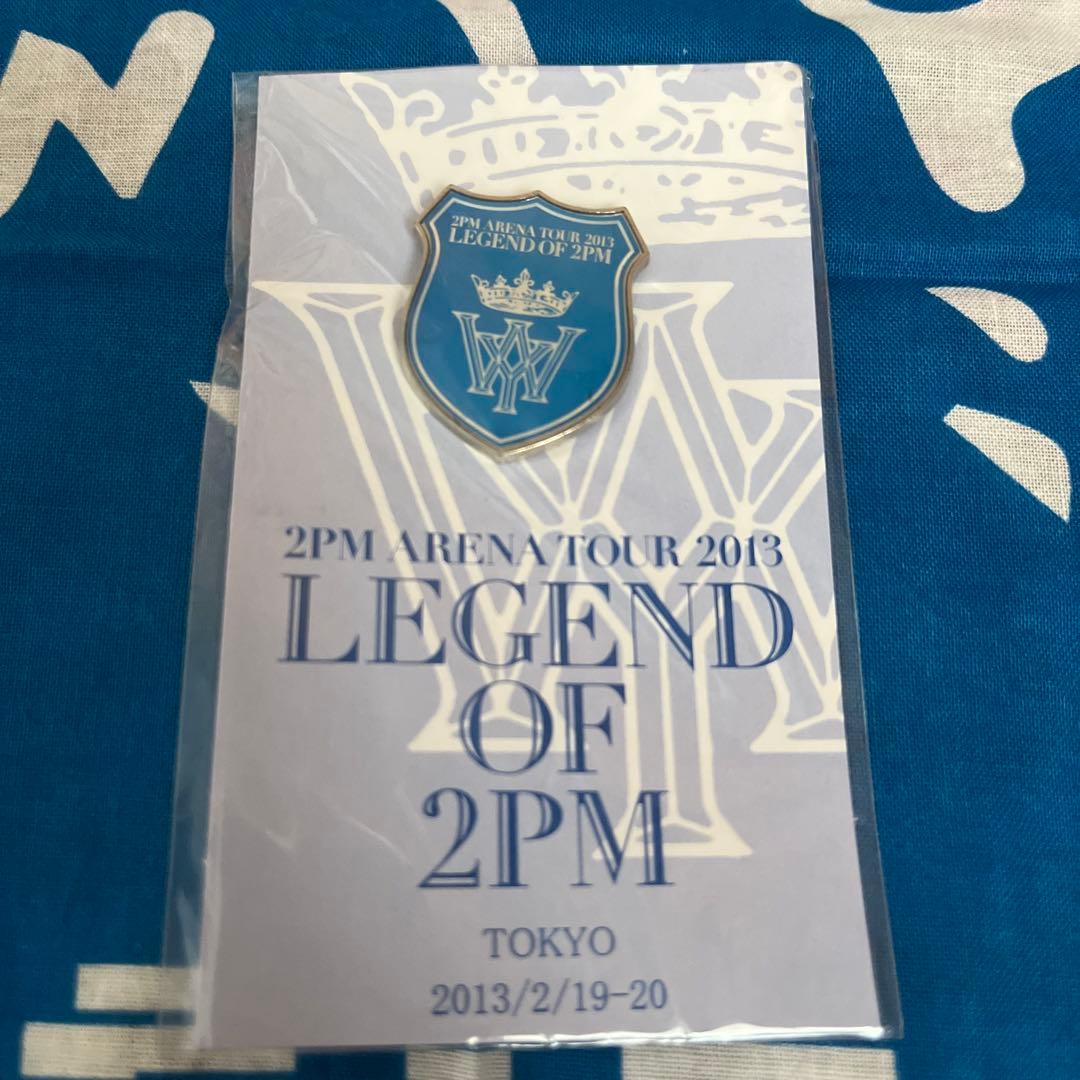 2PM ARENA TOUR 2013
LEGEND OF 2PM
2PM ARENA TOUR 2013
LEGEND
OF
2PM
TOKYO
2013/2/19-20